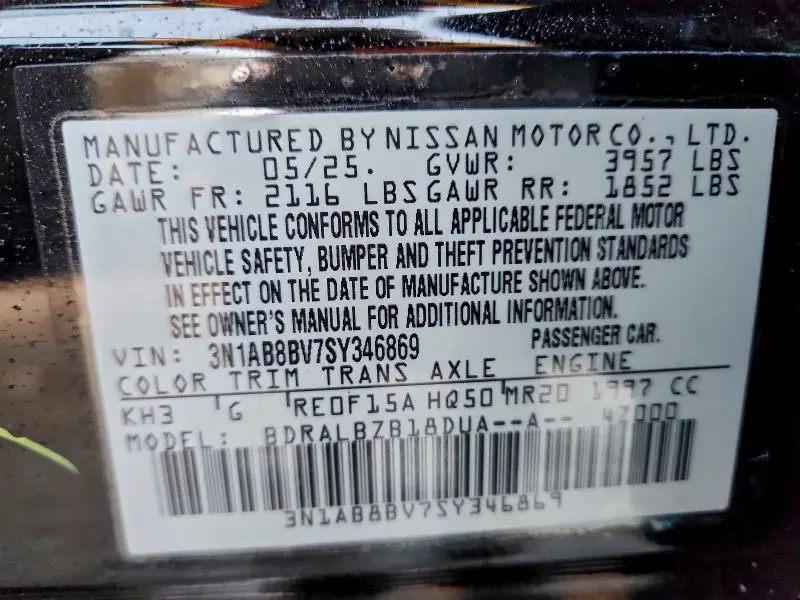 MANUFACTURED BY NISSAN MOTOR CO., LTD.
DATE: 05/25. GVWR: 3957 LBS
GAWR FR: 2116 LBS GAWR RR: 1852 LBS
THIS VEHICLE CONFORMS TO ALL APPLICABLE FEDERAL MOTOR
VEHICLE SAFETY, BUMPER AND THEFT PREVENTION STANDARDS
IN EFFECT ON THE DATE OF MANUFACTURE SHOWN ABOVE.
SEE OWNER'S MANUAL FOR ADDITIONAL INFORMATION.
VIN: 3N1AB8BV7SY346869 PASSENGER CAR.
COLOR TRIM TRANS AXLE ENGINE
KH3 G RE0F15A HQ50 MR20 1997 CC
MODEL: BDRALBZB18DUA--A-- 47000
3N1AB8BV7SY346869